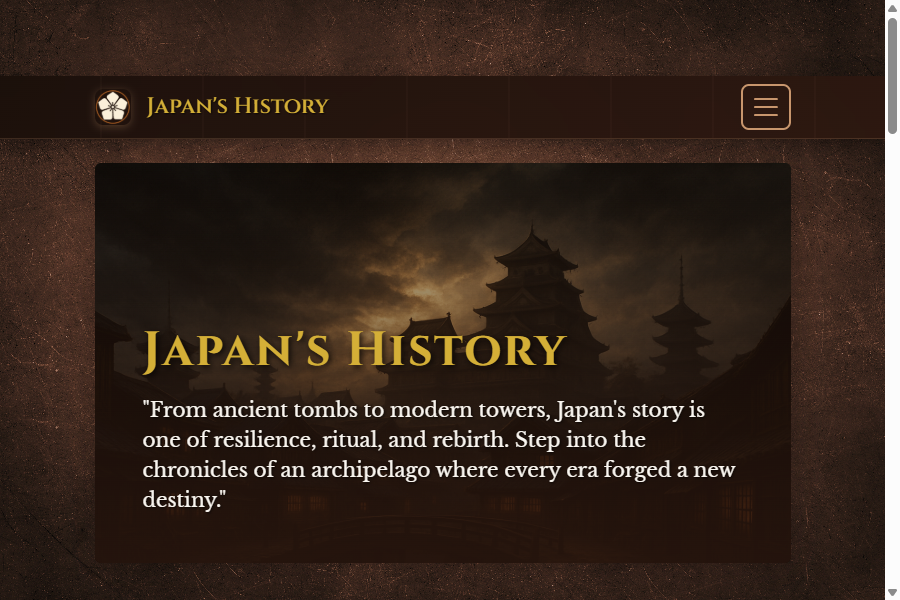 Japan's History
Japan's History
"From ancient tombs to modern towers, Japan's story is
one of resilience, ritual, and rebirth. Step into the
chronicles of an archipelago where every era forged a new
destiny."